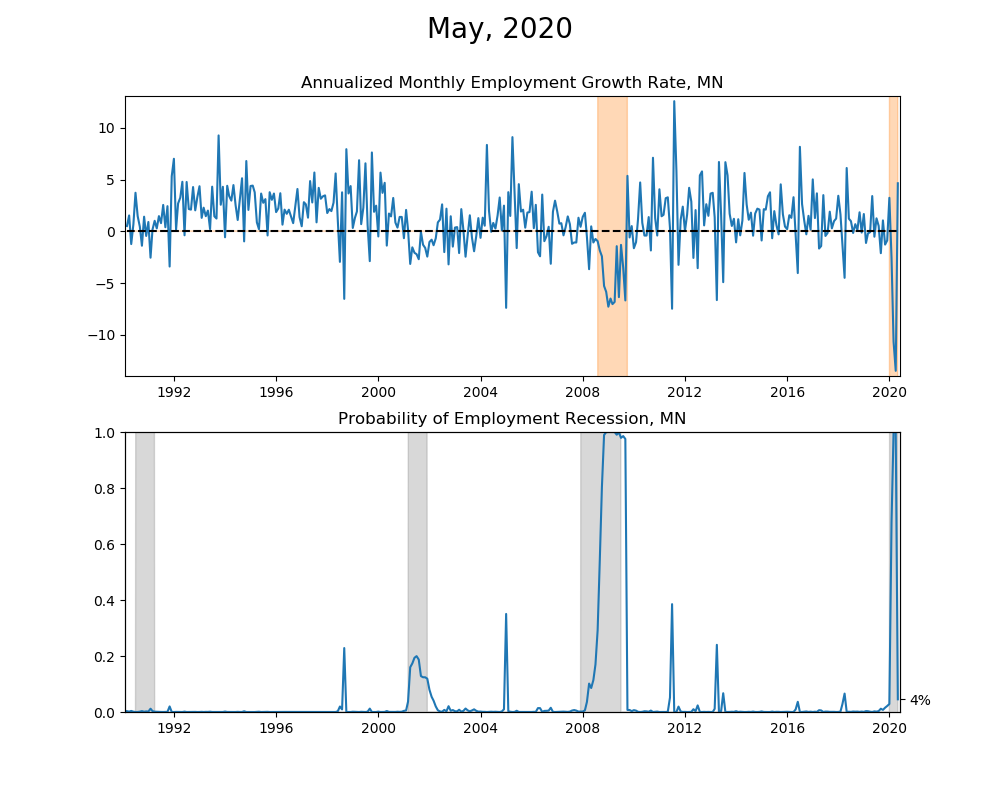 May, 2020
Annualized Monthly Employment Growth Rate, MN
10
5
0
−5
−10
1992 1996 2000 2004 2008 2012 2016 2020
Probability of Employment Recession, MN
1.0
0.8
0.6
0.4
0.2
4%
0.0
1992 1996 2000 2004 2008 2012 2016 2020